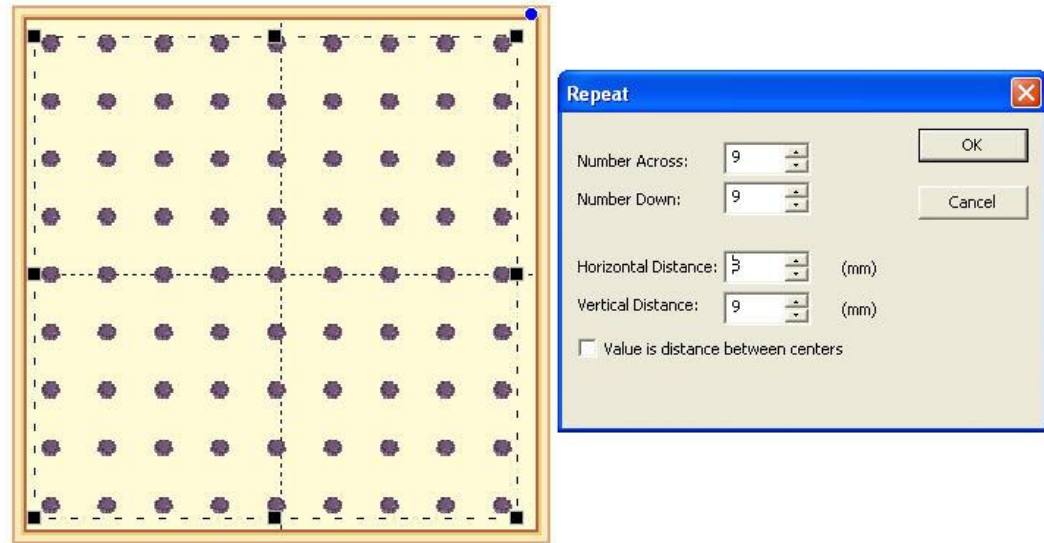 Repeat
OK
Number Across: 9
Number Down: 9
Cancel
Horizontal Distance: (mm)
Vertical Distance: 9 (mm)
Value is distance between centers